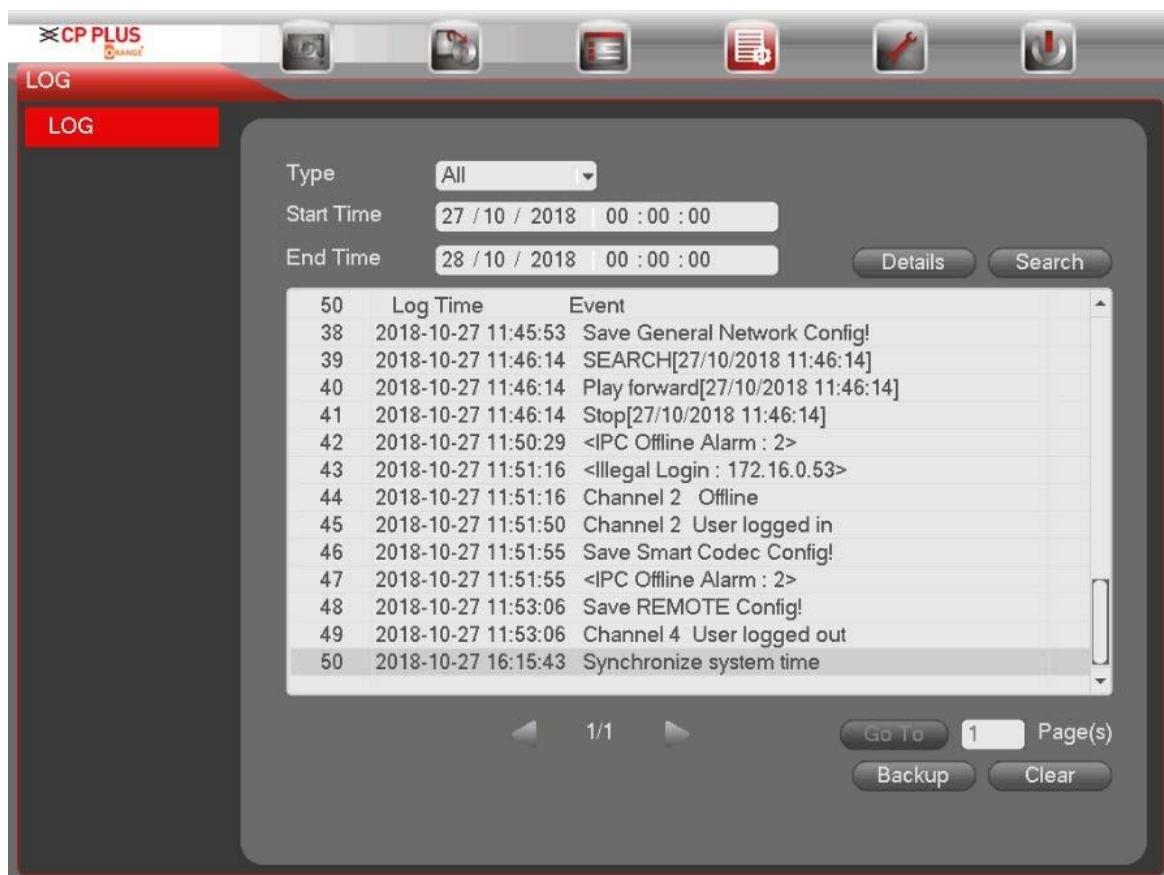 CP PLUS
ORANGE
LOG
LOG
Type All
Start Time 27 / 10 / 2018 00 : 00 : 00
End Time 28 / 10 / 2018 00 : 00 : 00 Details Search
50 Log Time Event
38 2018-10-27 11:45:53 Save General Network Config!
39 2018-10-27 11:46:14 SEARCH[27/10/2018 11:46:14]
40 2018-10-27 11:46:14 Play forward[27/10/2018 11:46:14]
41 2018-10-27 11:46:14 Stop[27/10/2018 11:46:14]
42 2018-10-27 11:50:29 <IPC Offline Alarm : 2>
43 2018-10-27 11:51:16 <Illegal Login : 172.16.0.53>
44 2018-10-27 11:51:16 Channel 2 Offline
45 2018-10-27 11:51:50 Channel 2 User logged in
46 2018-10-27 11:51:55 Save Smart Codec Config!
47 2018-10-27 11:51:55 <IPC Offline Alarm : 2>
48 2018-10-27 11:53:06 Save REMOTE Config!
49 2018-10-27 11:53:06 Channel 4 User logged out
50 2018-10-27 16:15:43 Synchronize system time
1/1 Go To 1 Page(s)
Backup Clear